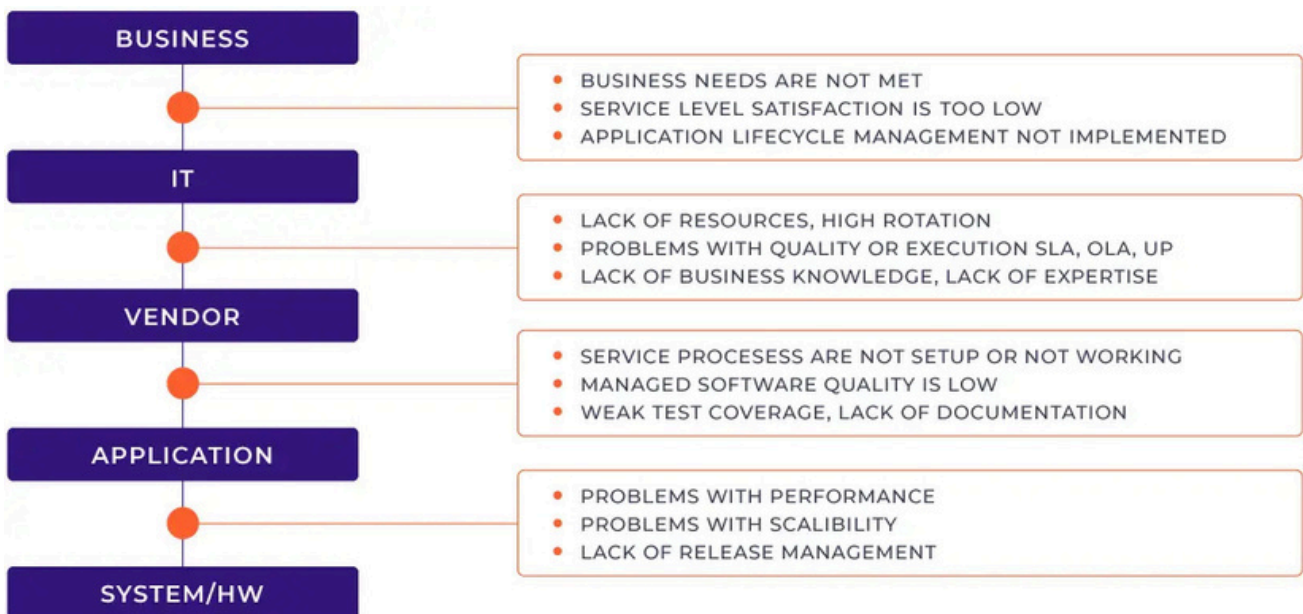 BUSINESS
BUSINESS NEEDS ARE NOT MET
SERVICE LEVEL SATISFACTION IS TOO LOW
APPLICATION LIFECYCLE MANAGEMENT NOT IMPLEMENTED
IT
LACK OF RESOURCES, HIGH ROTATION
PROBLEMS WITH QUALITY OR EXECUTION SLA, OLA, UP
LACK OF BUSINESS KNOWLEDGE, LACK OF EXPERTISE
VENDOR
SERVICE PROCESESS ARE NOT SETUP OR NOT WORKING
MANAGED SOFTWARE QUALITY IS LOW
WEAK TEST COVERAGE, LACK OF DOCUMENTATION
APPLICATION
PROBLEMS WITH PERFORMANCE
PROBLEMS WITH SCALIBILITY
LACK OF RELEASE MANAGEMENT
SYSTEM/HW